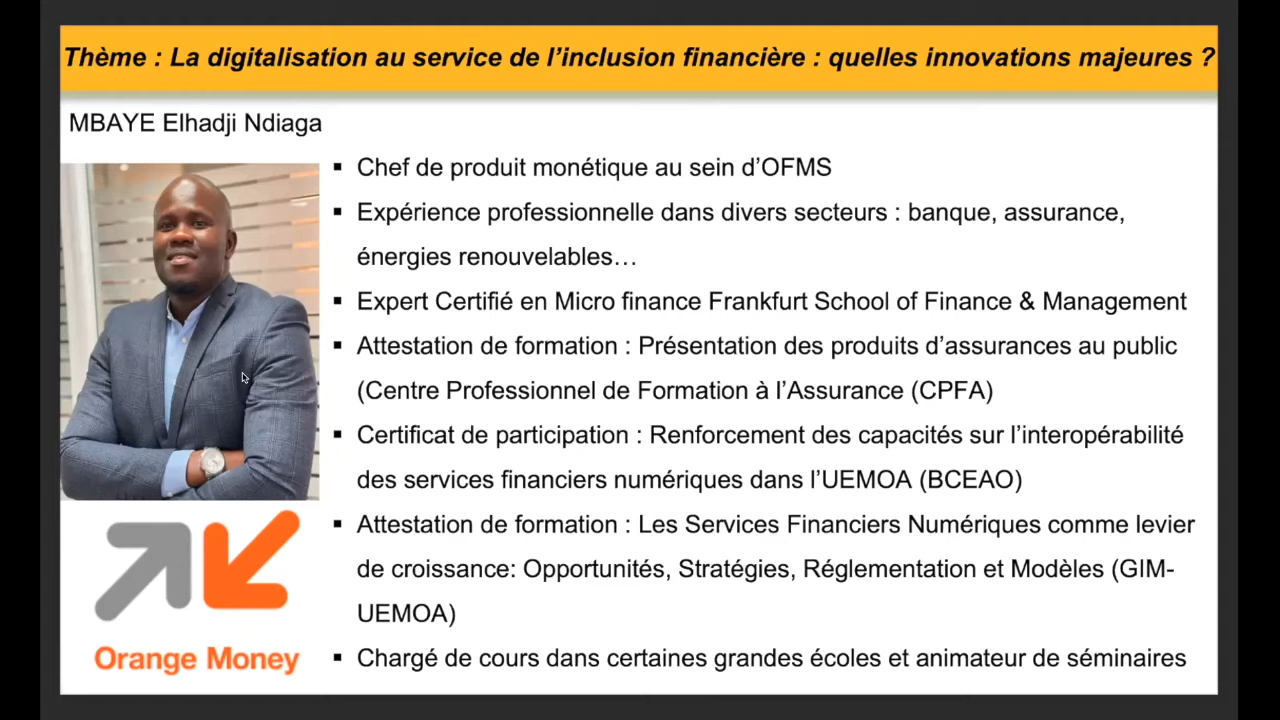 Thème : La digitalisation au service de l’inclusion financière : quelles innovations majeures ?
MBAYE Elhadji Ndiaga
▪ Chef de produit monétique au sein d’OFMS
▪ Expérience professionnelle dans divers secteurs : banque, assurance,
énergies renouvelables…
▪ Expert Certifié en Micro finance Frankfurt School of Finance & Management
▪ Attestation de formation : Présentation des produits d’assurances au public
(Centre Professionnel de Formation à l’Assurance (CPFA)
▪ Certificat de participation : Renforcement des capacités sur l’interopérabilité
des services financiers numériques dans l’UEMOA (BCEAO)
▪ Attestation de formation : Les Services Financiers Numériques comme levier
de croissance: Opportunités, Stratégies, Réglementation et Modèles (GIM-
UEMOA)
▪ Chargé de cours dans certaines grandes écoles et animateur de séminaires
Orange Money